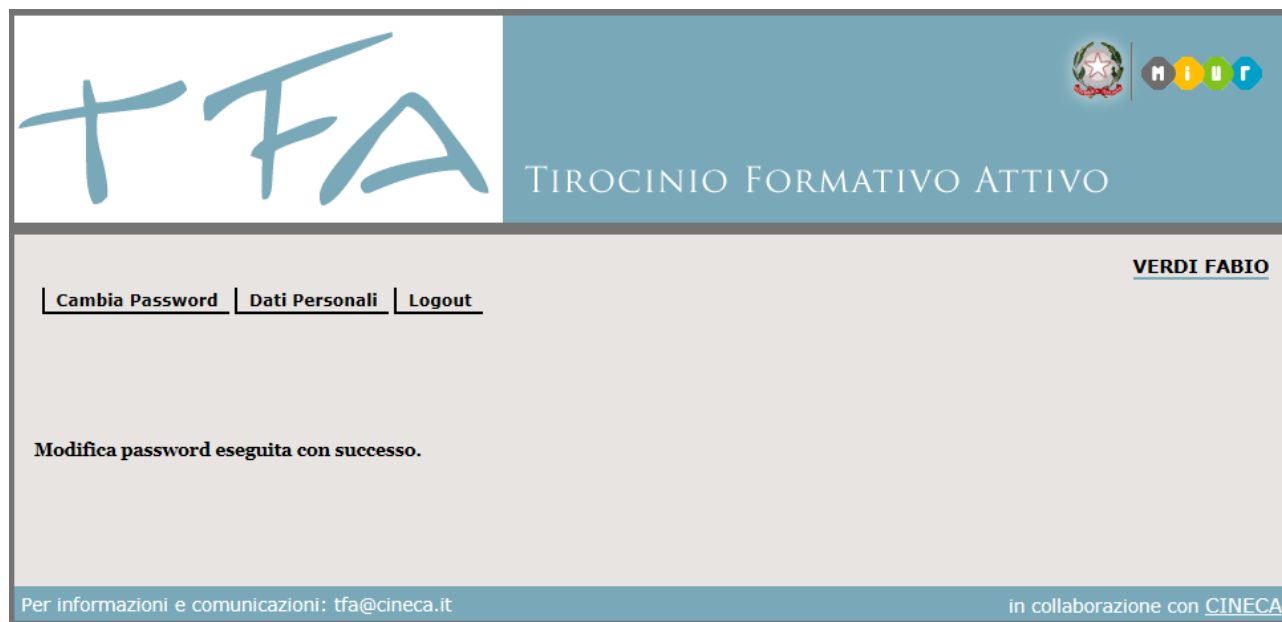 TFA
miur
TIROCINIO FORMATIVO ATTIVO
VERDI FABIO
Cambia Password Dati Personali Logout
Modifica password eseguita con successo.
Per informazioni e comunicazioni: tfa@cineca.it in collaborazione con CINECA